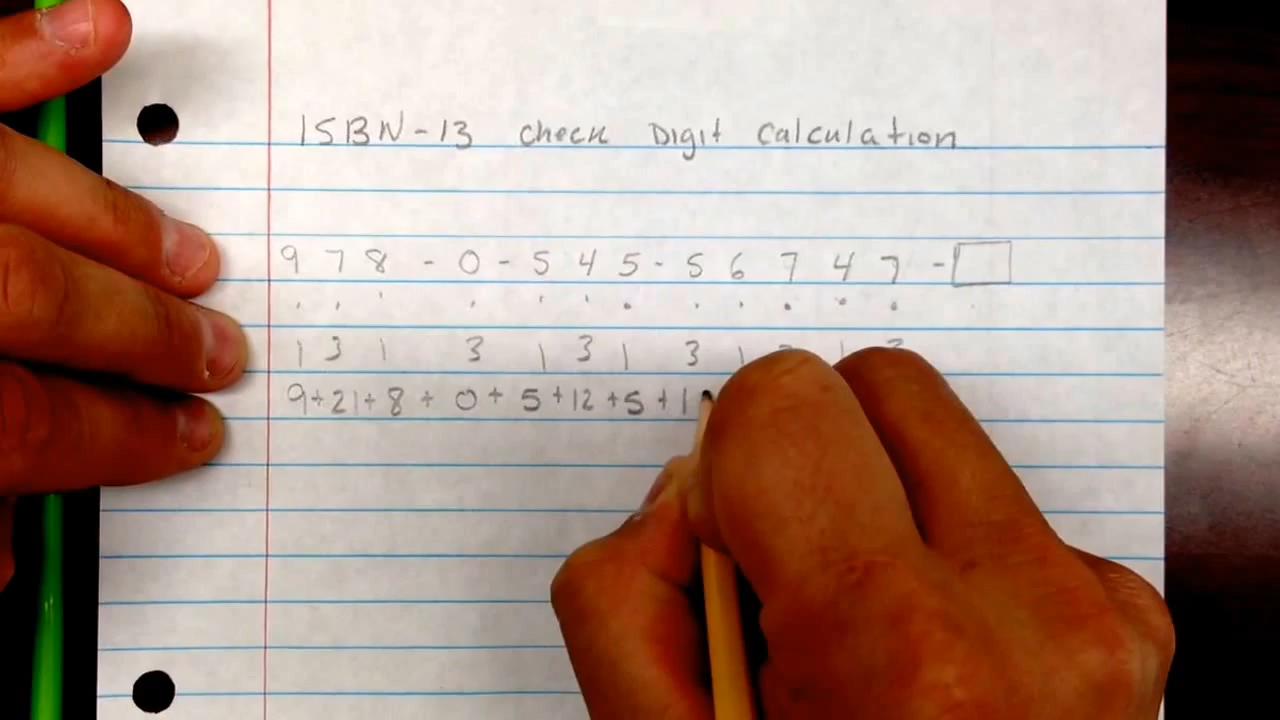 ISBN-13 Check Digit Calculation
978-0-545-56747-
1 3 1 3 1 3 1 3 1
9+21+8+0+5+12+5+1